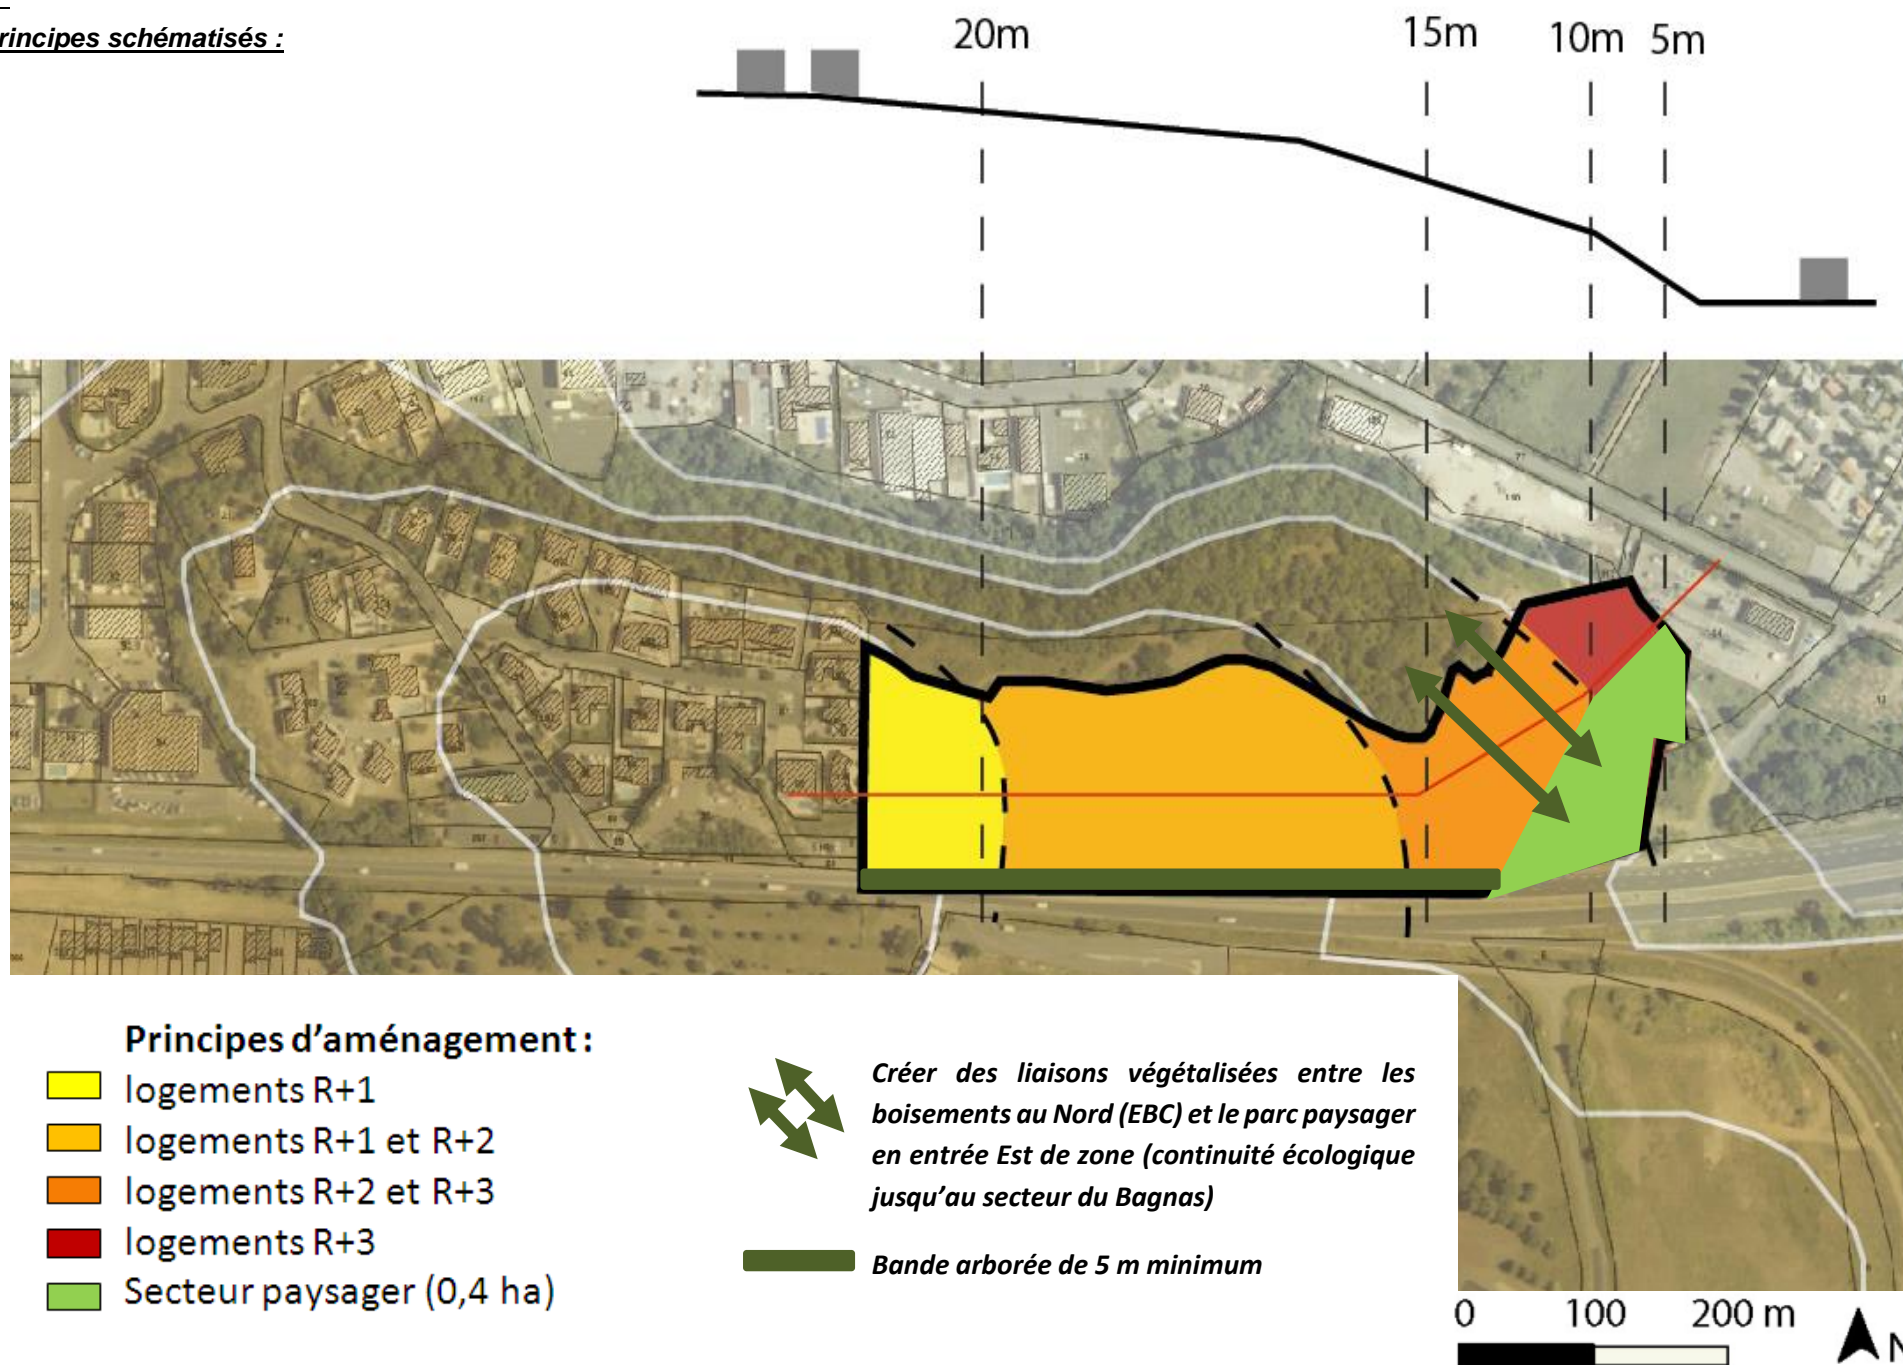 rincipes schématisés :
20m 15m 10m 5m
Principes d'aménagement :
logements R+1
logements R+1 et R+2
logements R+2 et R+3
logements R+3
Secteur paysager (0,4 ha)
Créer des liaisons végétalisées entre les
boisements au Nord (EBC) et le parc paysager
en entrée Est de zone (continuité écologique
jusqu'au secteur du Bagnas)
Bande arborée de 5 m minimum
0 100 200 m
N